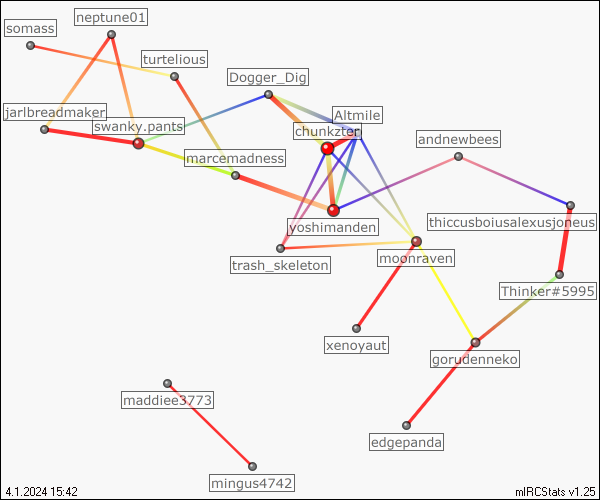 neptune01
somass
turtelious
Dogger_Dig
jarlbreadmaker
Altmile
swanky.pants
chunkzter
andnewbees
marcemadness
yoshimanden
thiccusboiusalexusjoneus
trash_skeleton
moonraven
Thinker#5995
xenoyaut
gorudenneko
maddiee3773
edgepanda
mingus4742
4.1.2024 15:42
mIRCStats v1.25